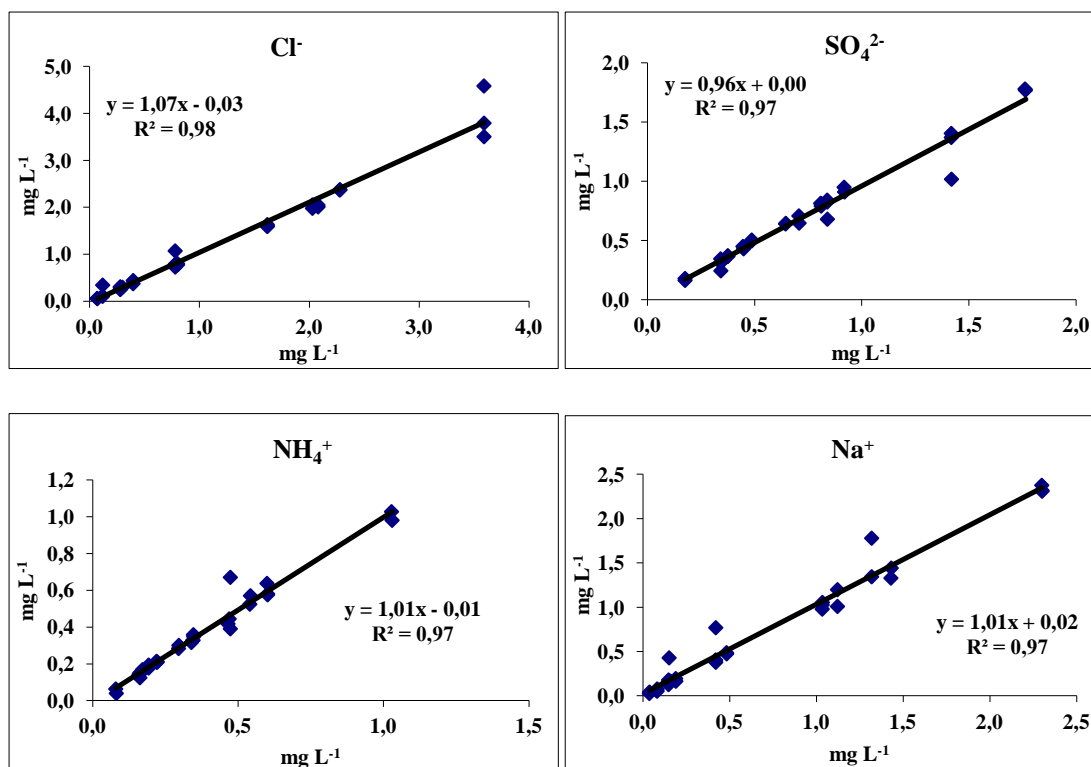 Cl⁻
y = 1,07x - 0,03
R² = 0,98
mg L⁻¹
5,0
4,0
3,0
2,0
1,0
0,0
0,0 1,0 2,0 3,0 4,0
mg L⁻¹
SO₄²⁻
y = 0,96x + 0,00
R² = 0,97
mg L⁻¹
2,0
1,5
1,0
0,5
0,0
0,0 0,5 1,0 1,5 2,0
mg L⁻¹
NH₄⁺
y = 1,01x - 0,01
R² = 0,97
mg L⁻¹
1,2
1,0
0,8
0,6
0,4
0,2
0,0
0,0 0,5 1,0 1,5
mg L⁻¹
Na⁺
y = 1,01x + 0,02
R² = 0,97
mg L⁻¹
2,5
2,0
1,5
1,0
0,5
0,0
0,0 0,5 1,0 1,5 2,0 2,5
mg L⁻¹